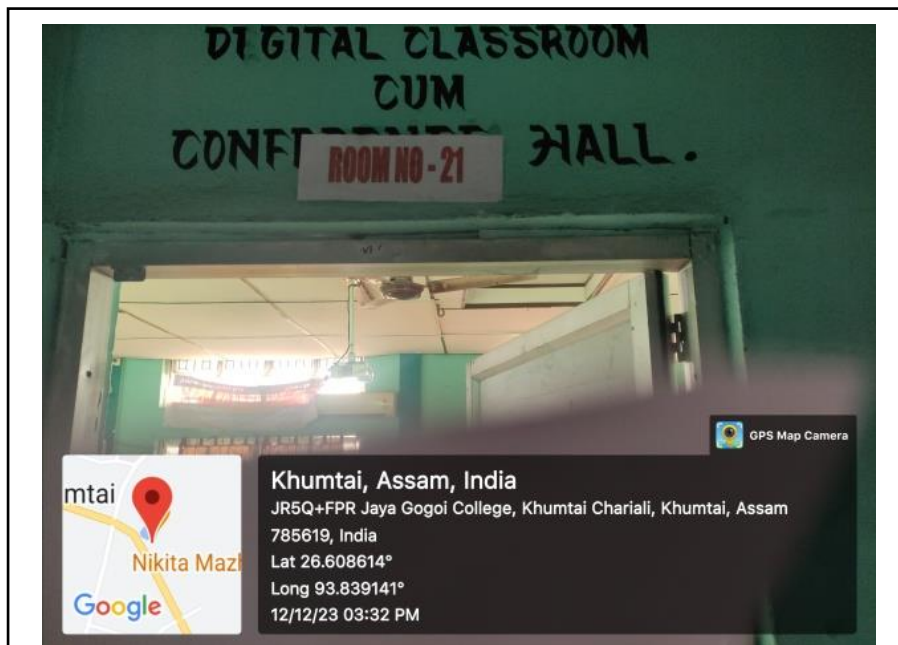 DIGITAL CLASSROOM
CUM
HALL.
ROOM NO - 21
GPS Map Camera
mtai
Nikita Mazh
Google
Khumtai, Assam, India
JR5Q+FPR Jaya Gogoi College, Khumtai Chariali, Khumtai, Assam
785619, India
Lat 26.608614°
Long 93.839141°
12/12/23 03:32 PM